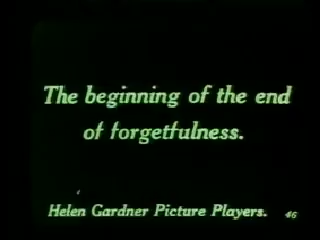 The beginning of the end
of forgetfulness.
Helen Gardner Picture Players. 46